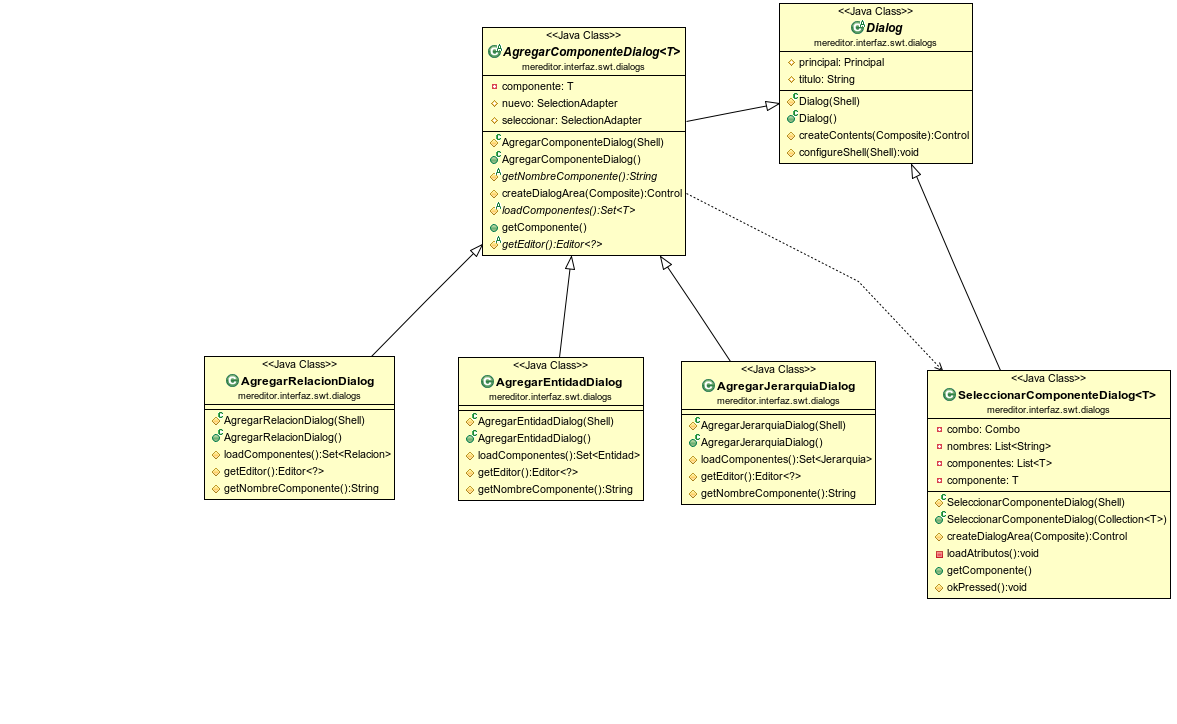 <<Java Class>>
Dialog
mereditor.interfaz.swt.dialogs
principal: Principal
titulo: String
Dialog(Shell)
Dialog()
createContents(Composite):Control
configureShell(Shell):void
<<Java Class>>
AgregarComponenteDialog<T>
mereditor.interfaz.swt.dialogs
componente: T
nuevo: SelectionAdapter
seleccionar: SelectionAdapter
AgregarComponenteDialog(Shell)
AgregarComponenteDialog()
getNombreComponente():String
createDialogArea(Composite):Control
loadComponentes():Set<T>
getComponente()
getEditor():Editor<?>
<<Java Class>>
AgregarRelacionDialog
mereditor.interfaz.swt.dialogs
AgregarRelacionDialog(Shell)
AgregarRelacionDialog()
loadComponentes():Set<Relacion>
getEditor():Editor<?>
getNombreComponente():String
<<Java Class>>
AgregarEntidadDialog
mereditor.interfaz.swt.dialogs
AgregarEntidadDialog(Shell)
AgregarEntidadDialog()
loadComponentes():Set<Entidad>
getEditor():Editor<?>
getNombreComponente():String
<<Java Class>>
AgregarJerarquiaDialog
mereditor.interfaz.swt.dialogs
AgregarJerarquiaDialog(Shell)
AgregarJerarquiaDialog()
loadComponentes():Set<Jerarquia>
getEditor():Editor<?>
getNombreComponente():String
<<Java Class>>
SeleccionarComponenteDialog<T>
mereditor.interfaz.swt.dialogs
combo: Combo
nombres: List<String>
componentes: List<T>
componente: T
SeleccionarComponenteDialog(Shell)
SeleccionarComponenteDialog(Collection<T>)
createDialogArea(Composite):Control
loadAtributos():void
getComponente()
okPressed():void